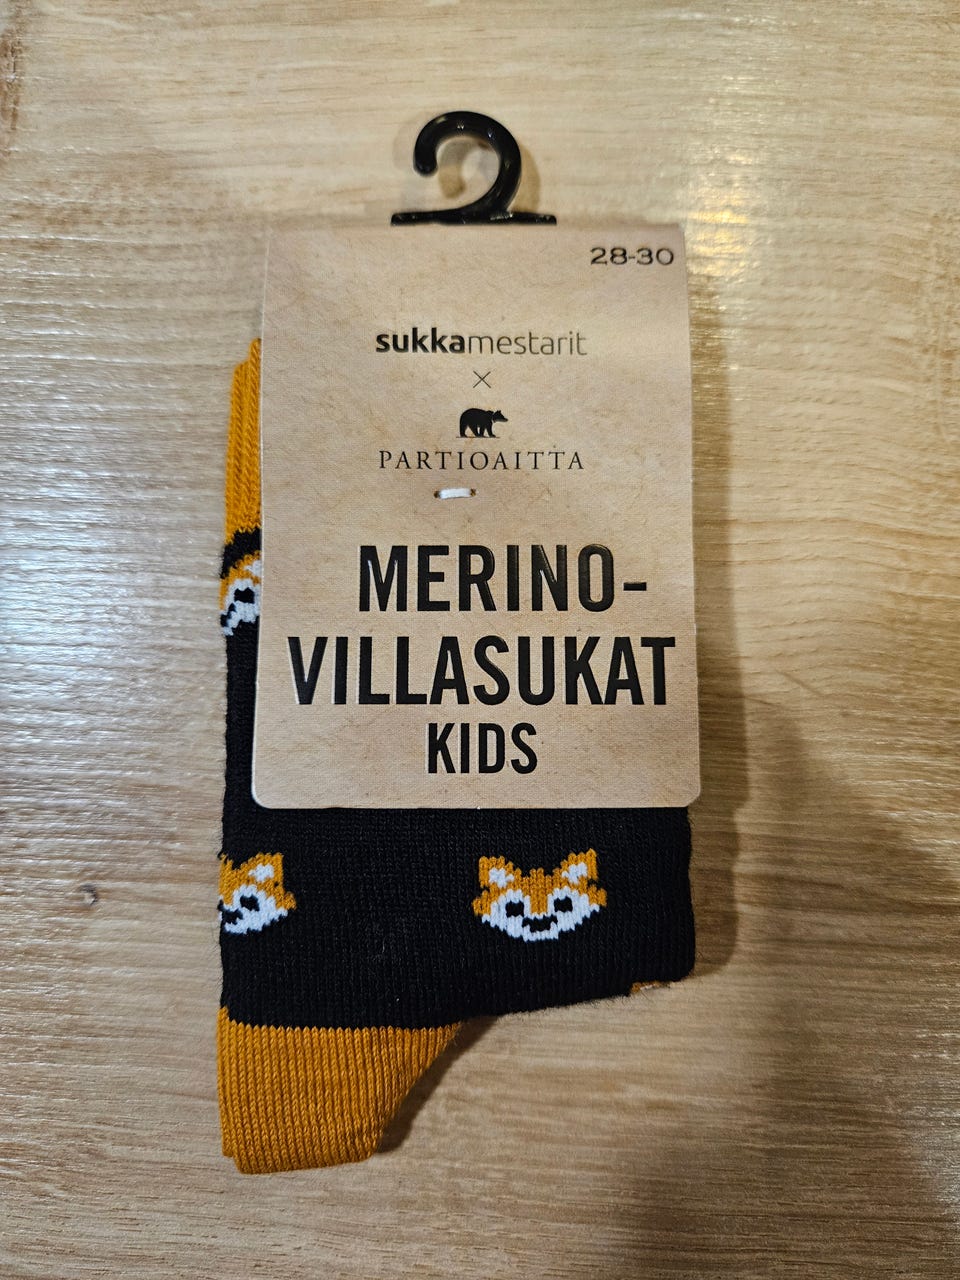 28-30
sukkamestarit
×
PARTIOAITTA
MERINO-
VILLASUKAT
KIDS